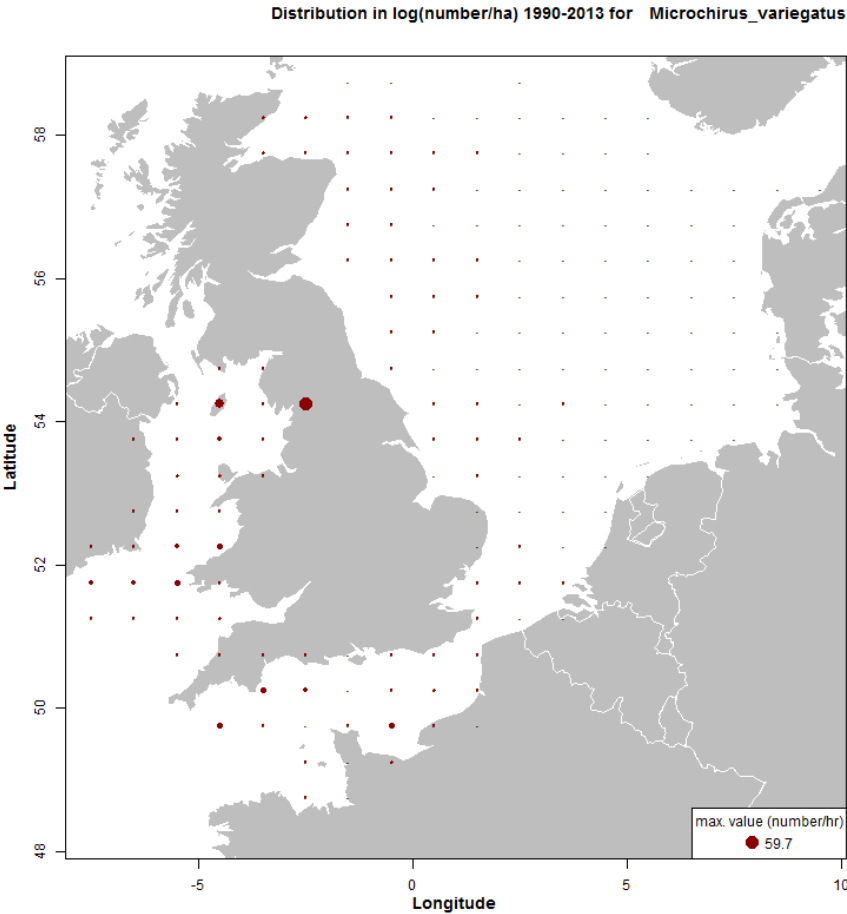 Distribution in log(number/ha) 1990-2013 for Microchirus_variegatus
58
56
54
52
50
48
Latitude
max. value (number/hr)
59.7
-5 0 5 10
Longitude